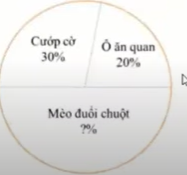 Cướp cờ
30%
Ô ăn quan
20%
Mèo đuổi chuột
?%